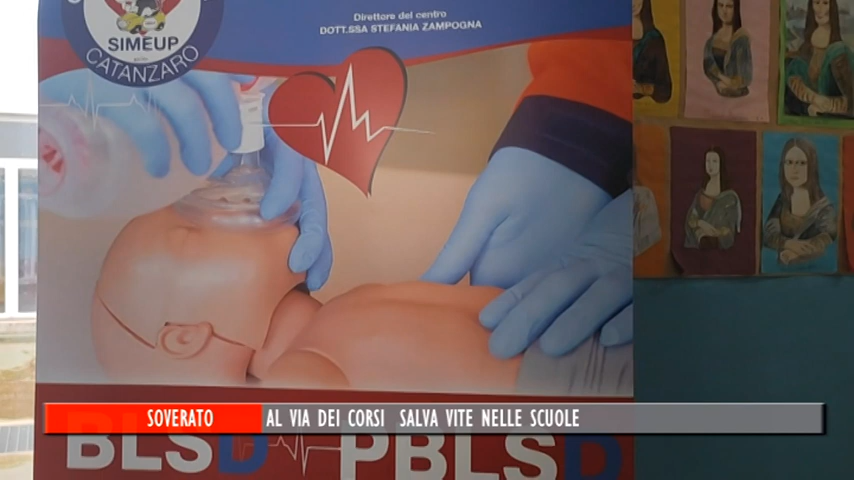 SIMEUP
CATANZARO
Direttore del centro
DOTT.SSA STEFANIA ZAMPOGNA
SOVERATO AL VIA DEI CORSI SALVA VITE NELLE SCUOLE
BLSD PBLSD